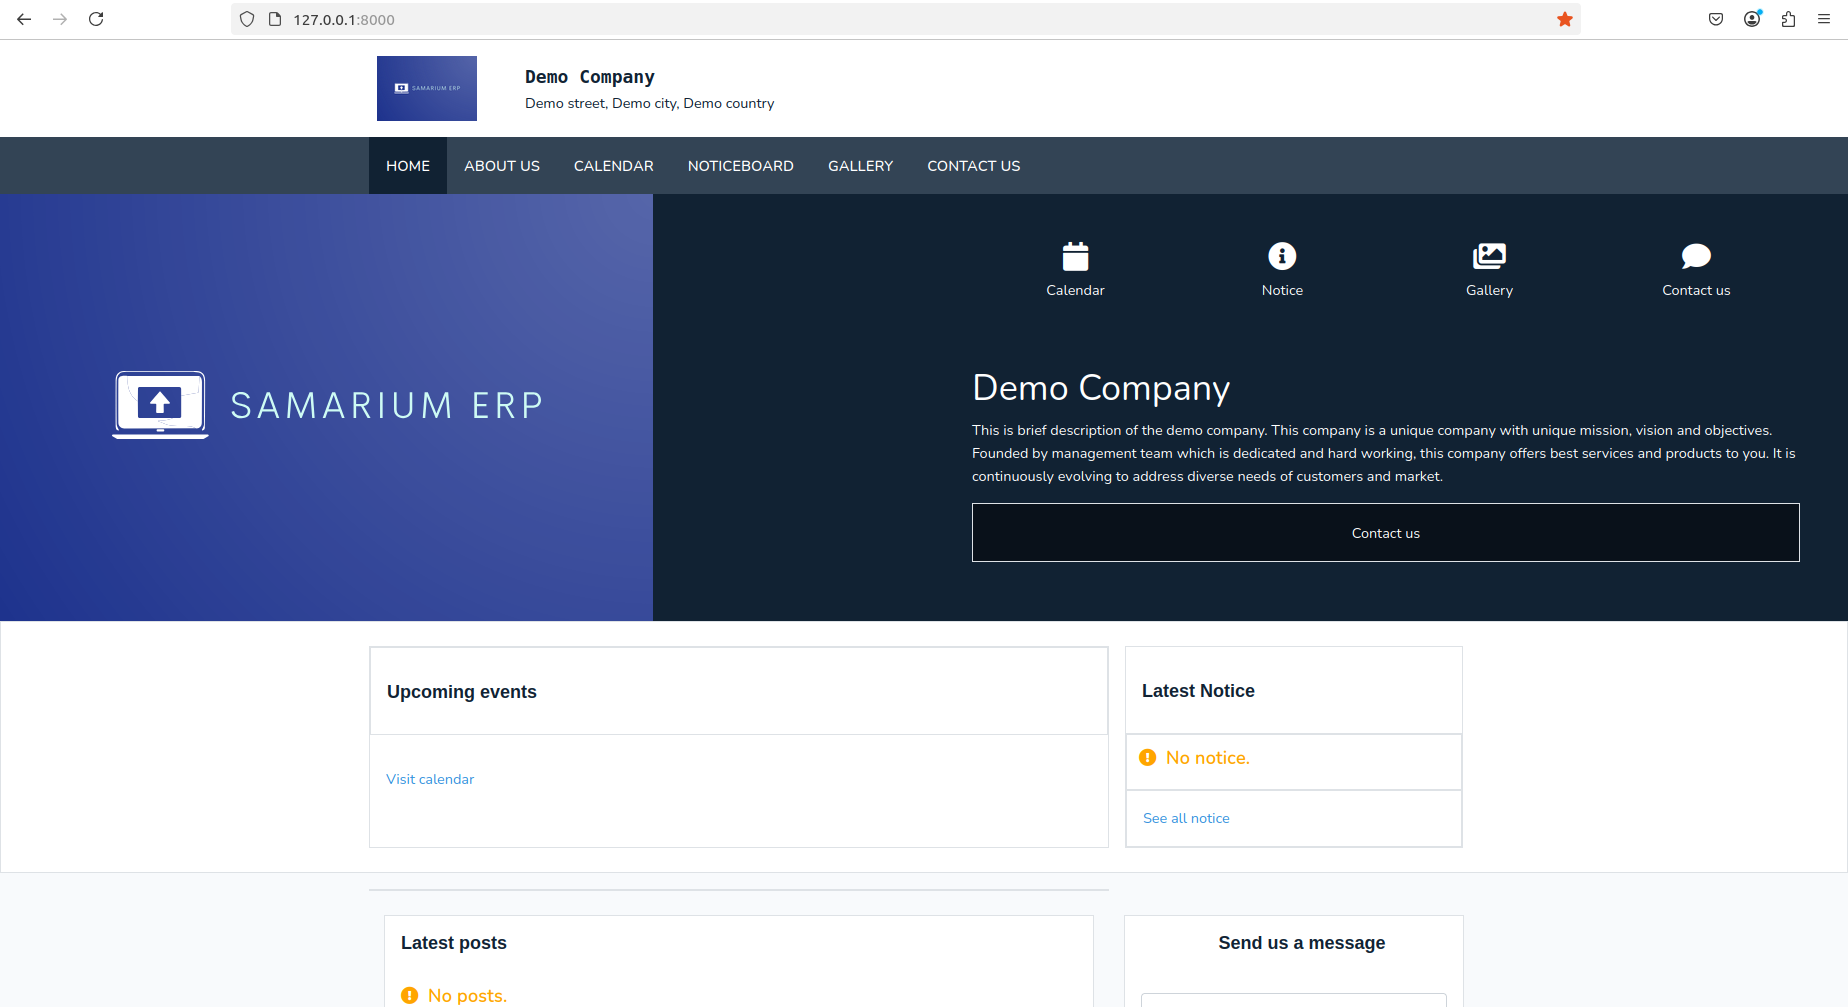 127.0.0.1:8000
SAMARIUM ERP
Demo Company
Demo street, Demo city, Demo country
HOME ABOUT US CALENDAR NOTICEBOARD GALLERY CONTACT US
SAMARIUM ERP
Calendar Notice Gallery Contact us
Demo Company
This is brief description of the demo company. This company is a unique company with unique mission, vision and objectives.
Founded by management team which is dedicated and hard working, this company offers best services and products to you. It is
continuously evolving to address diverse needs of customers and market.
Contact us
Upcoming events
Visit calendar
Latest Notice
No notice.
See all notice
Latest posts
No posts.
Send us a message